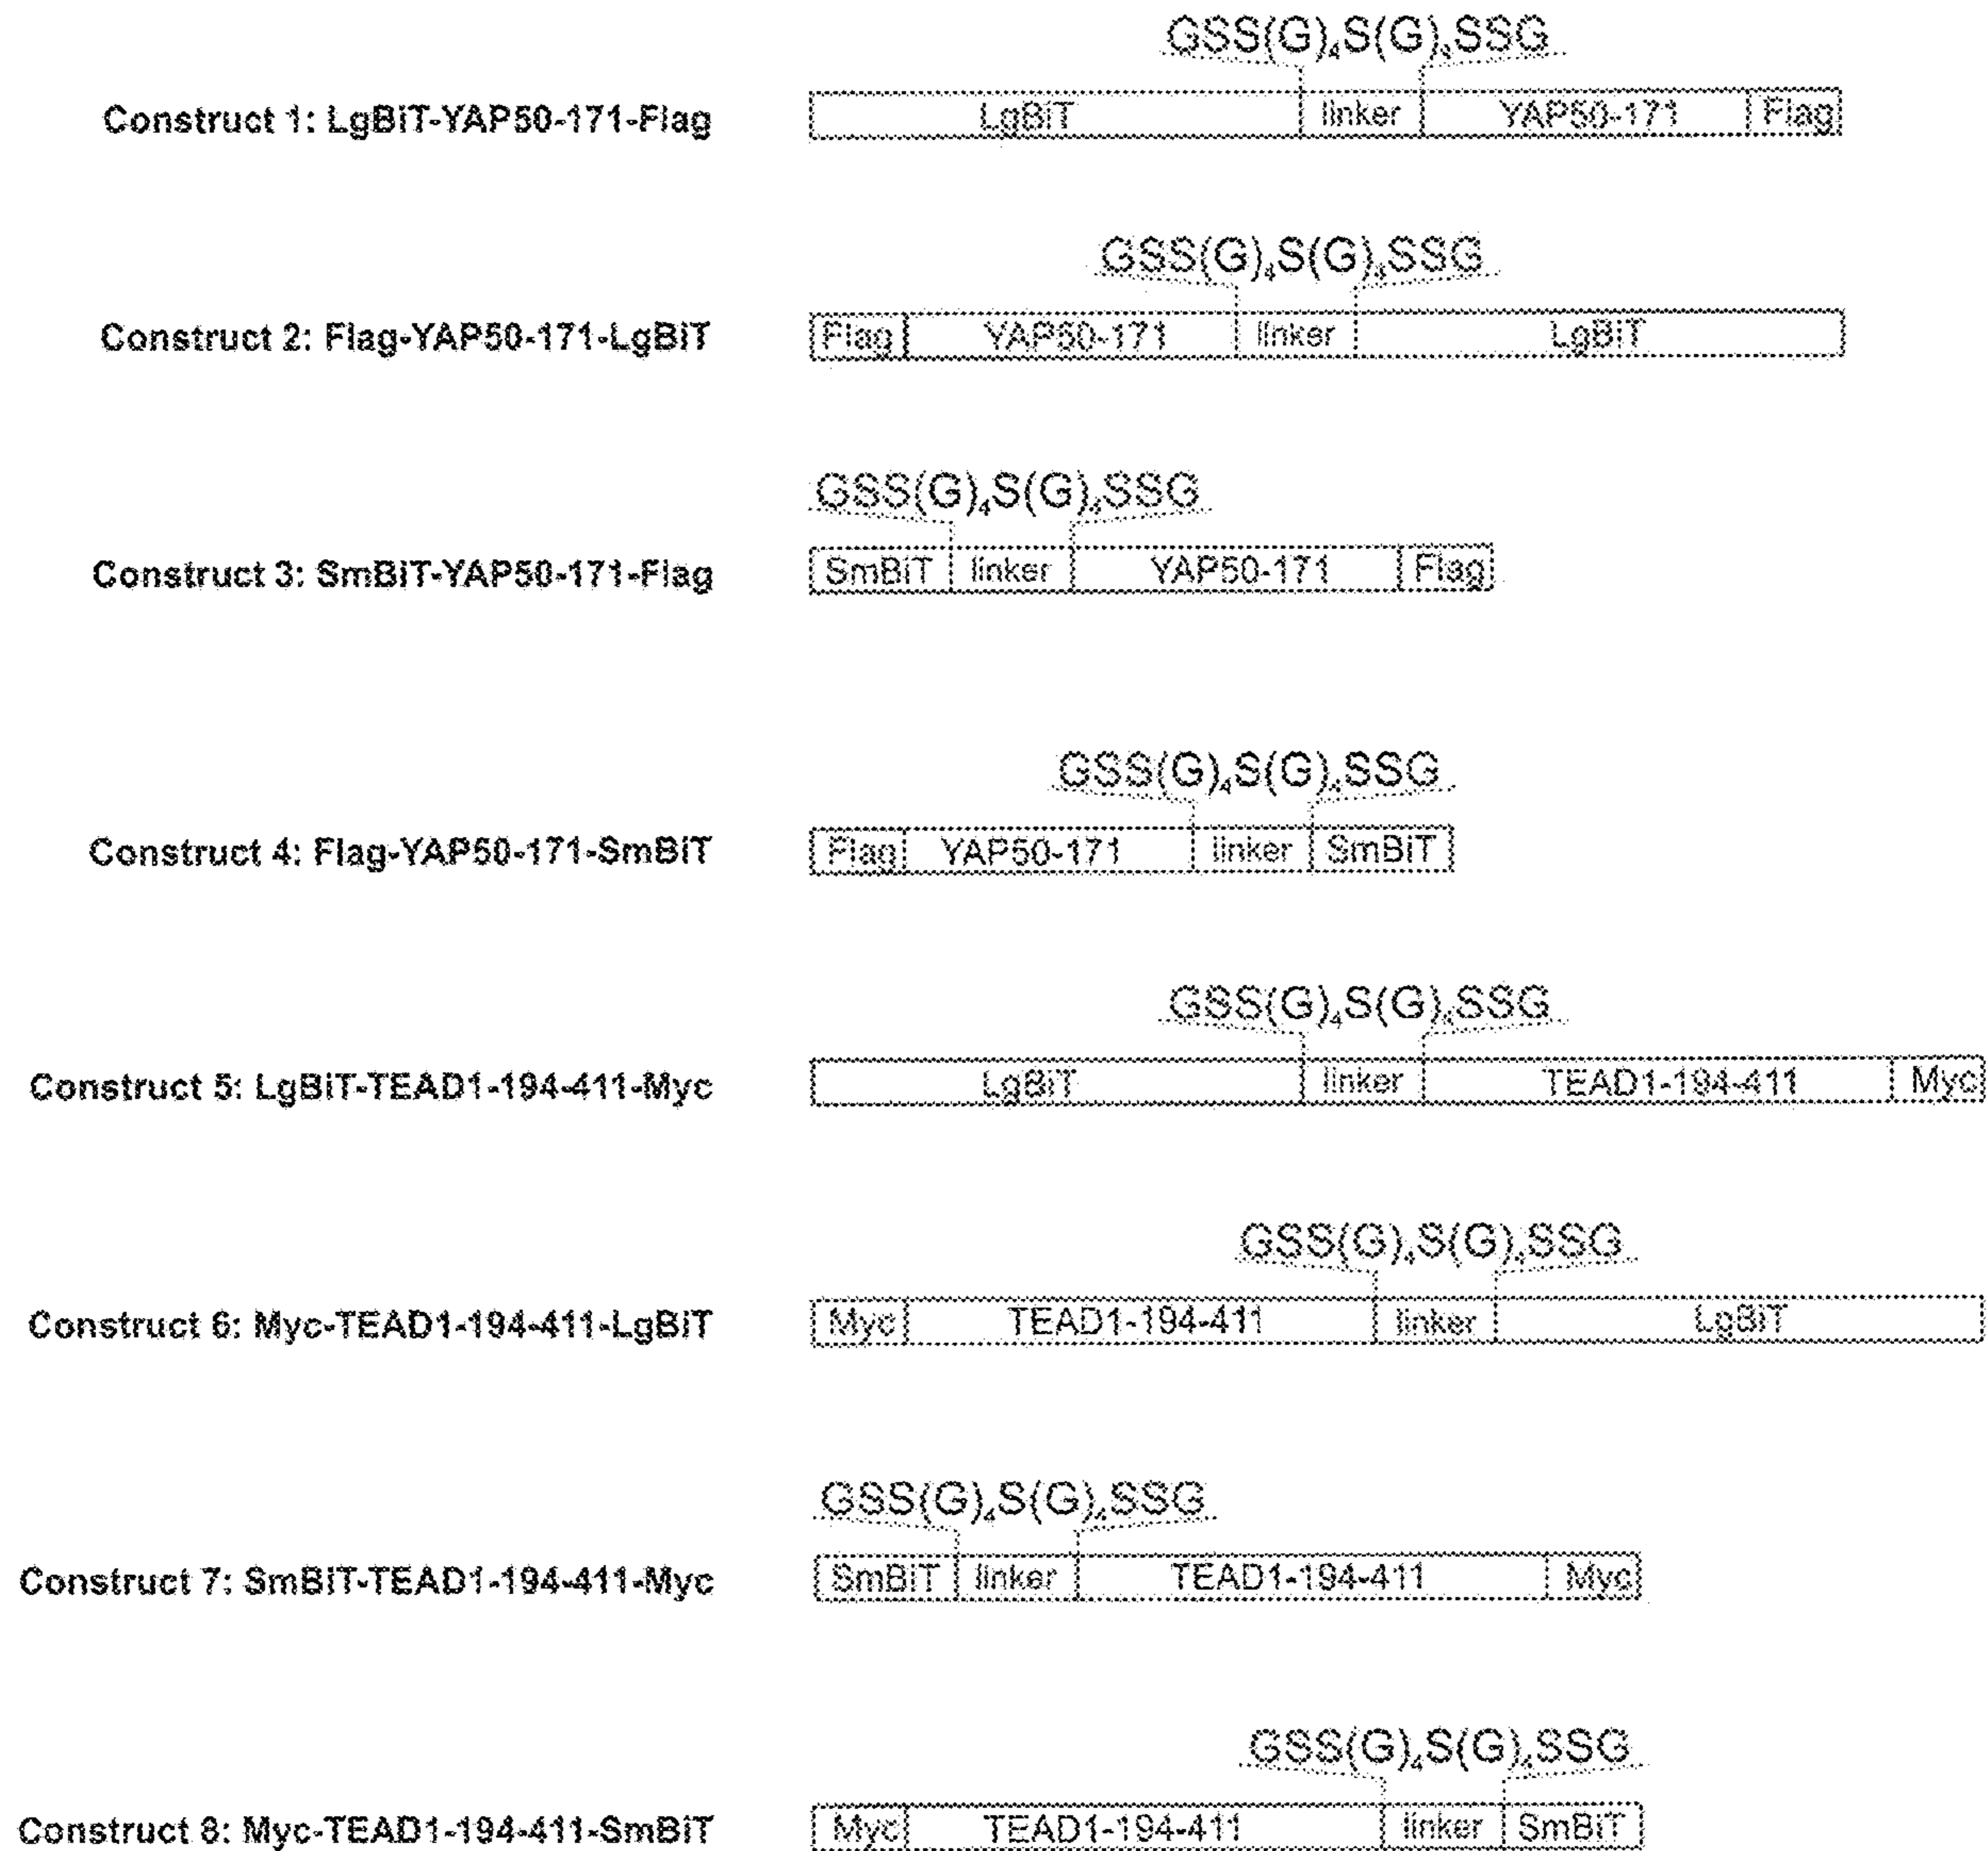 GSS(G)₄S(G)₄SSG
Construct 1: LgBiT-YAP50-171-Flag LgBiT linker YAP50-171 Flag
GSS(G)₄S(G)₄SSG
Construct 2: Flag-YAP50-171-LgBiT Flag YAP50-171 linker LgBiT
GSS(G)₄S(G)₄SSG
Construct 3: SmBiT-YAP50-171-Flag SmBiT linker YAP50-171 Flag
GSS(G)₄S(G)₄SSG
Construct 4: Flag-YAP50-171-SmBiT Flag YAP50-171 linker SmBiT
GSS(G)₄S(G)₄SSG
Construct 5: LgBiT-TEAD1-194-411-Myc LgBiT linker TEAD1-194-411 Myc
GSS(G)₄S(G)₄SSG
Construct 6: Myc-TEAD1-194-411-LgBiT Myc TEAD1-194-411 linker LgBiT
GSS(G)₄S(G)₄SSG
Construct 7: SmBiT-TEAD1-194-411-Myc SmBiT linker TEAD1-194-411 Myc
GSS(G)₄S(G)₄SSG
Construct 8: Myc-TEAD1-194-411-SmBiT Myc TEAD1-194-411 linker SmBiT